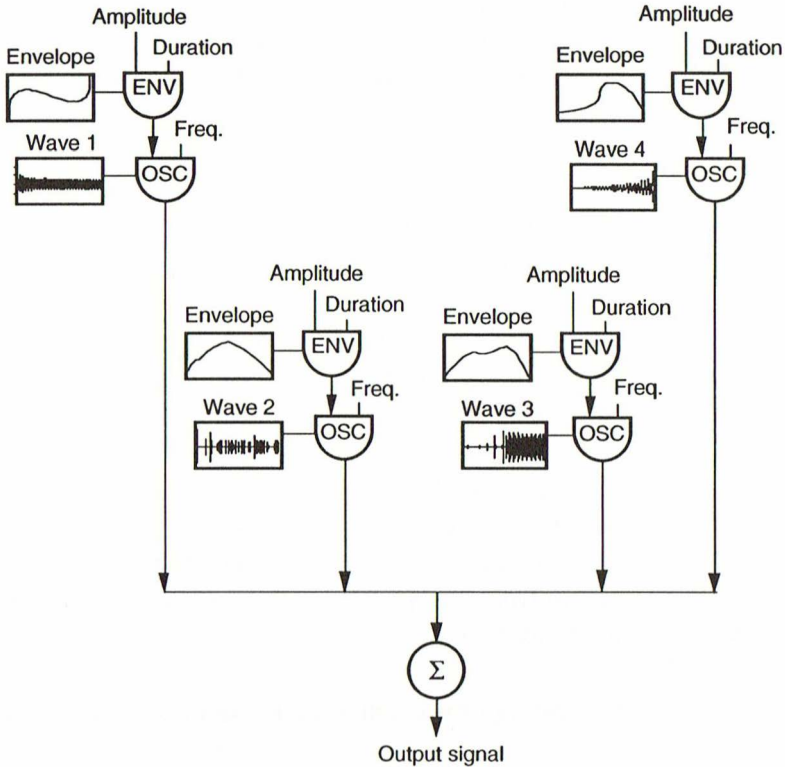 Amplitude
Duration
Envelope
ENV
Freq.
Wave 1
OSC
Amplitude
Duration
Envelope
ENV
Freq.
Wave 4
OSC
Amplitude
Duration
Envelope
ENV
Freq.
Wave 2
OSC
Amplitude
Duration
Envelope
ENV
Freq.
Wave 3
OSC
Σ
Output signal